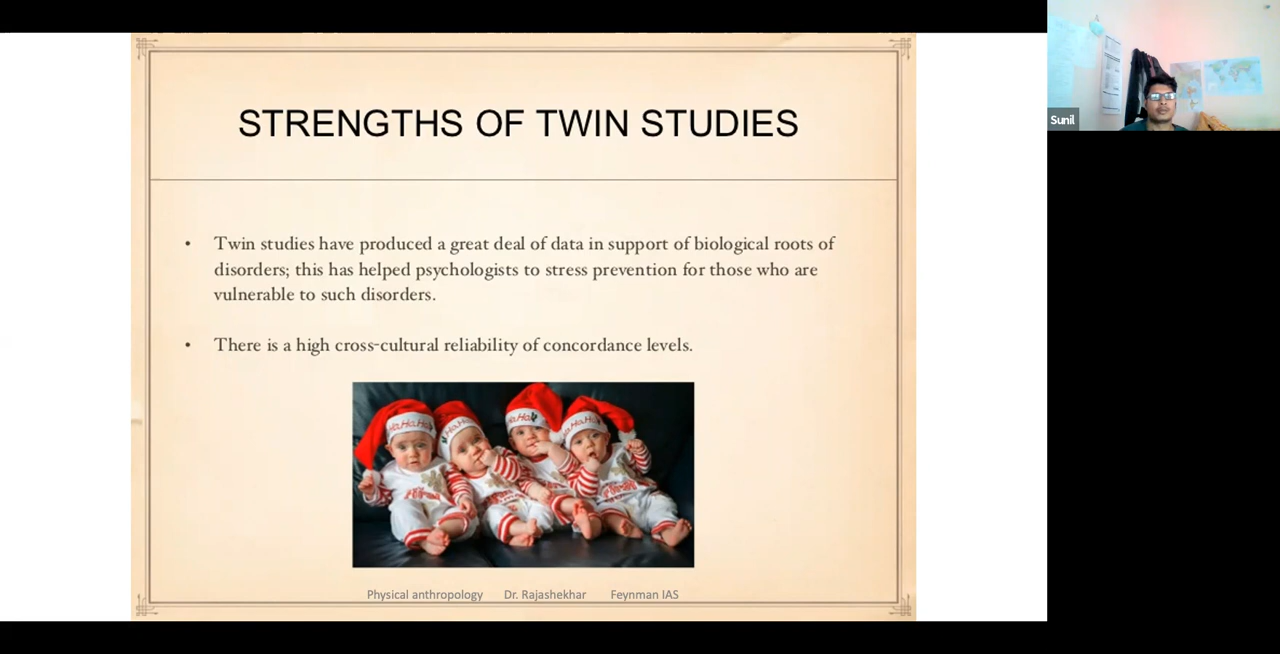 STRENGTHS OF TWIN STUDIES
• Twin studies have produced a great deal of data in support of biological roots of
disorders; this has helped psychologists to stress prevention for those who are
vulnerable to such disorders.
• There is a high cross-cultural reliability of concordance levels.
Physical anthropology Dr. Rajashekhar Feynman IAS
Sunil